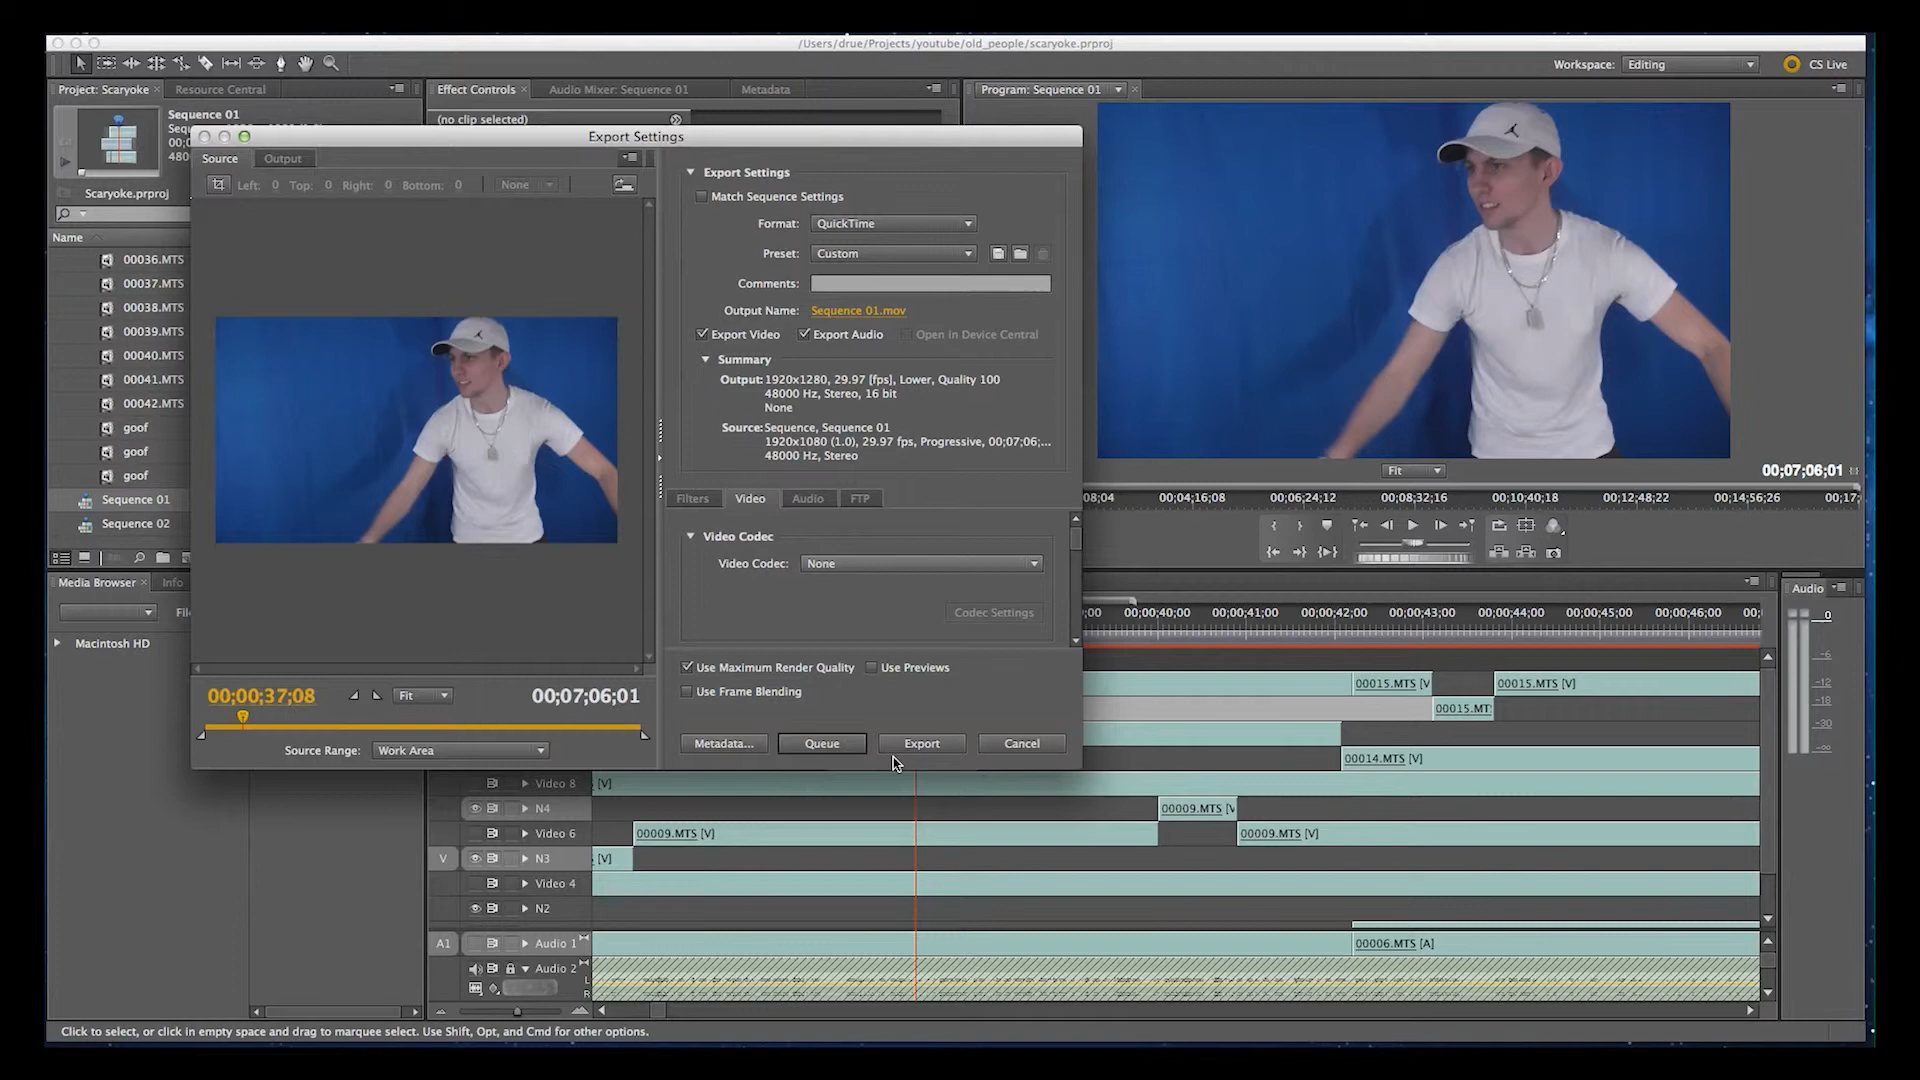 /Users/drue/Projects/youtube/old_people/scaryoke.prproj
Workspace: Editing CS Live
Project: Scaryoke × Resource Central
Effect Controls × Audio Mixer: Sequence 01 Metadata
Program: Sequence 01 ×
Sequence 01
(no clip selected)
Export Settings
Source Output
Left: 0 Top: 0 Right: 0 Bottom: 0 None
Scaryoke.prproj
Name
00036.MTS
00037.MTS
00038.MTS
00039.MTS
00040.MTS
00041.MTS
00042.MTS
goof
goof
goof
Sequence 01
Sequence 02
Export Settings
Match Sequence Settings
Format: QuickTime
Preset: Custom
Comments:
Output Name: Sequence 01.mov
Export Video Export Audio Open in Device Central
Summary
Output: 1920x1280, 29.97 [fps], Lower, Quality 100
48000 Hz, Stereo, 16 bit
None
Source: Sequence, Sequence 01
1920x1080 (1.0), 29.97 fps, Progressive, 00;07;06;...
48000 Hz, Stereo
Filters Video Audio FTP
Video Codec
Video Codec: None
Codec Settings
Use Maximum Render Quality Use Previews
Use Frame Blending
00;00;37;08 Fit 00;07;06;01
Source Range: Work Area
Metadata... Queue Export Cancel
Fit 00;07;06;01
08;04 00;04;16;08 00;06;24;12 00;08;32;16 00;10;40;18 00;12;48;22 00;14;56;26 00;17;
Media Browser × Info
Macintosh HD
Audio
0
-6
-12
-18
-30
-∞
00;00;40;00 00;00;41;00 00;00;42;00 00;00;43;00 00;00;44;00 00;00;45;00 00;00;46;00
00015.MTS [V 00015.MTS [V]
00015.MT
00014.MTS [V]
Video 8 [V]
N4 00009.MTS [V
Video 6 00009.MTS [V] 00009.MTS [V]
V N3 [V]
Video 4
N2
A1 Audio 1 00006.MTS [A]
Audio 2 L
R
Click to select, or click in empty space and drag to marquee select. Use Shift, Opt, and Cmd for other options.